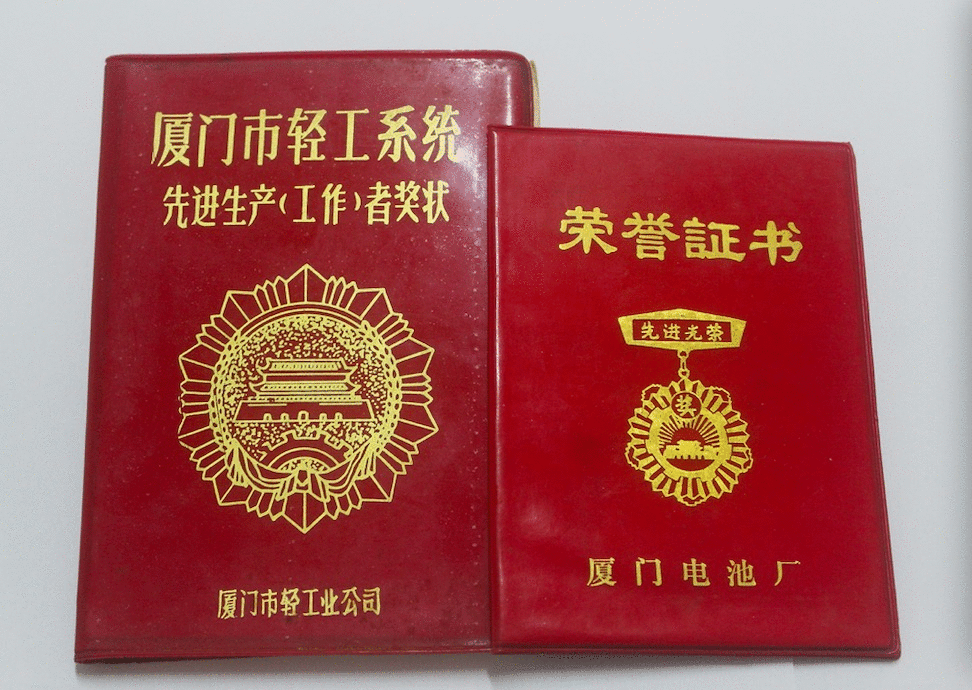 厦门市轻工系统
先进生产(工作)者奖状
厦门市轻工业公司
荣誉証书
先进光荣
奖
厦门电池厂